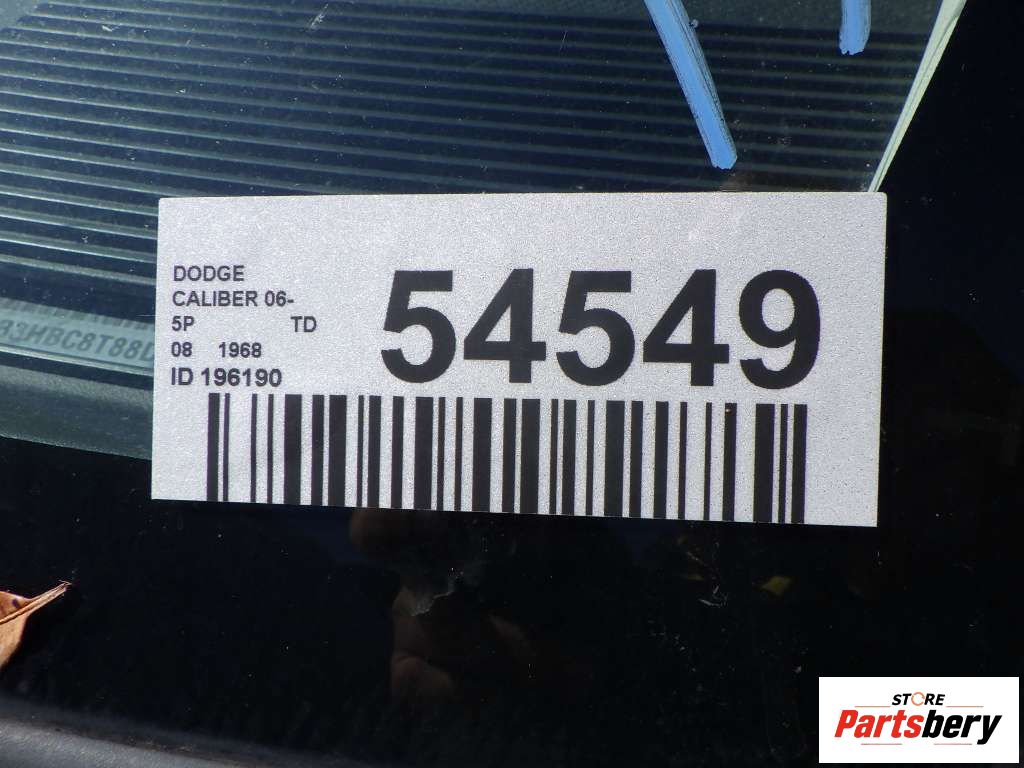 DODGE
CALIBER 06-
5P TD
08 1968
ID 196190
54549
STORE
Partsbery